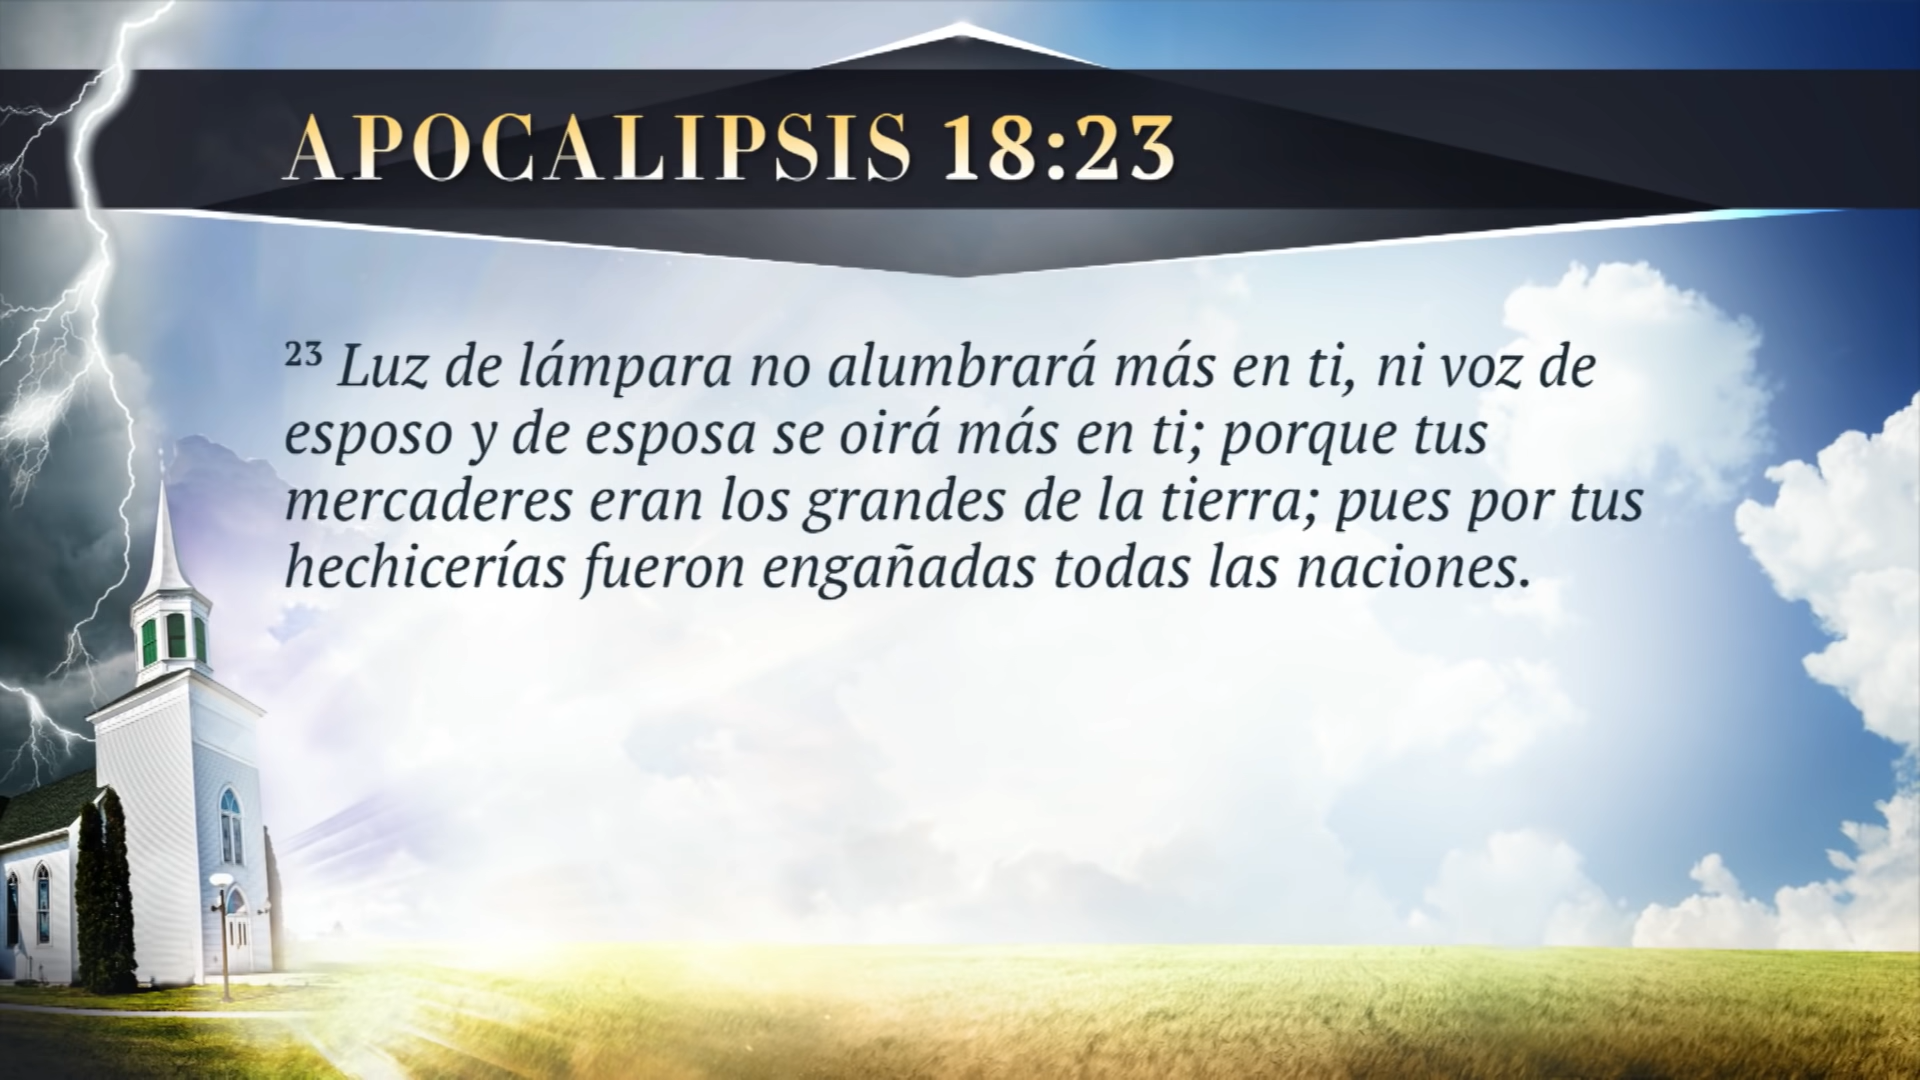 APOCALIPSIS 18:23
23 Luz de lámpara no alumbrará más en ti, ni voz de
esposo y de esposa se oirá más en ti; porque tus
mercaderes eran los grandes de la tierra; pues por tus
hechicerías fueron engañadas todas las naciones.